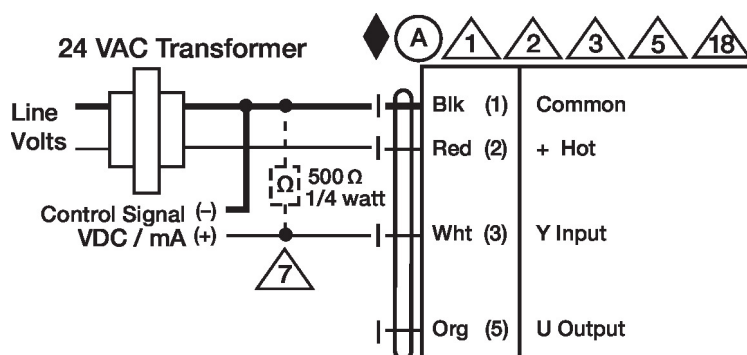 24 VAC Transformer
A 1 2 3 5 18
Line
Volts
Blk (1) Common
Red (2) + Hot
Ω 500 Ω
1/4 watt
Control Signal (–)
VDC / mA (+)
Wht (3) Y Input
7
Org (5) U Output